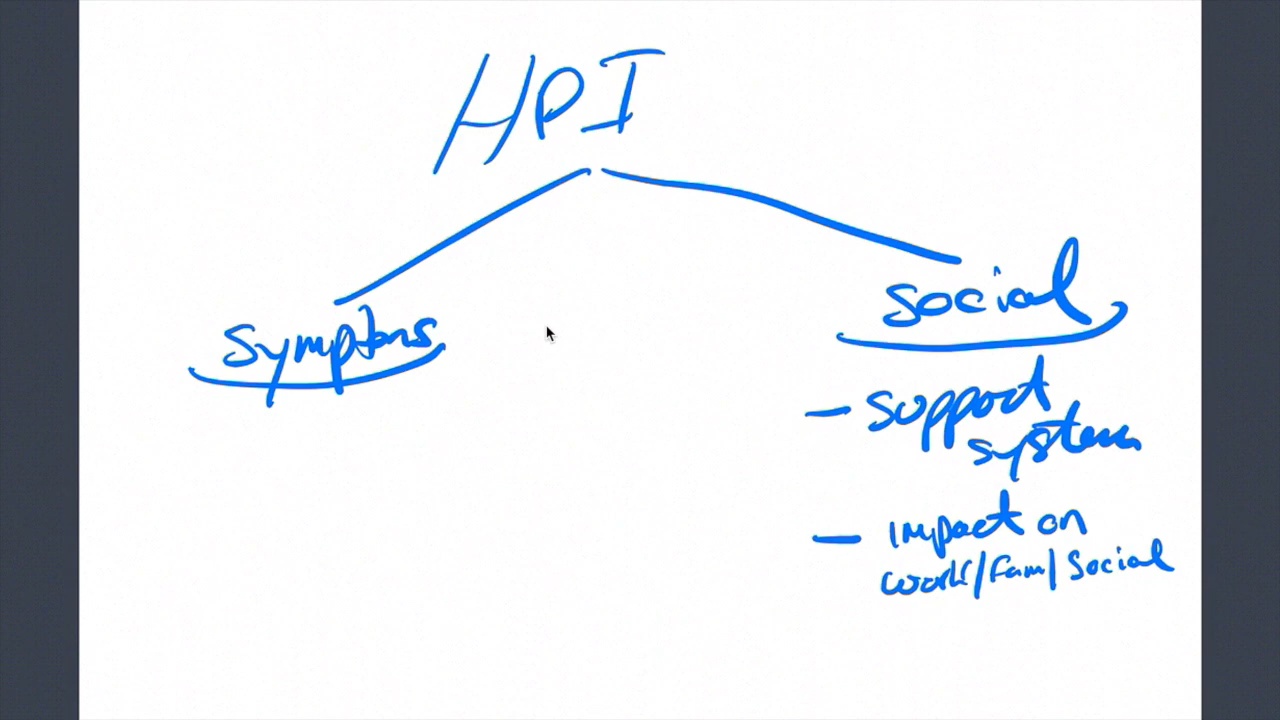 HPI
Symptoms
Social
- Support
system
- Impact on
work/fam/Social